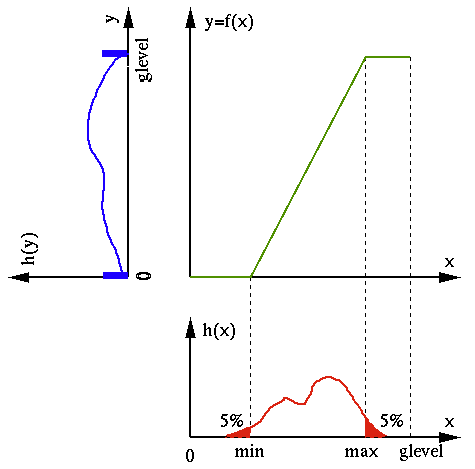 y
y=f(x)
glevel
h(y)
0
x
h(x)
5%
5%
x
0
min
max
glevel